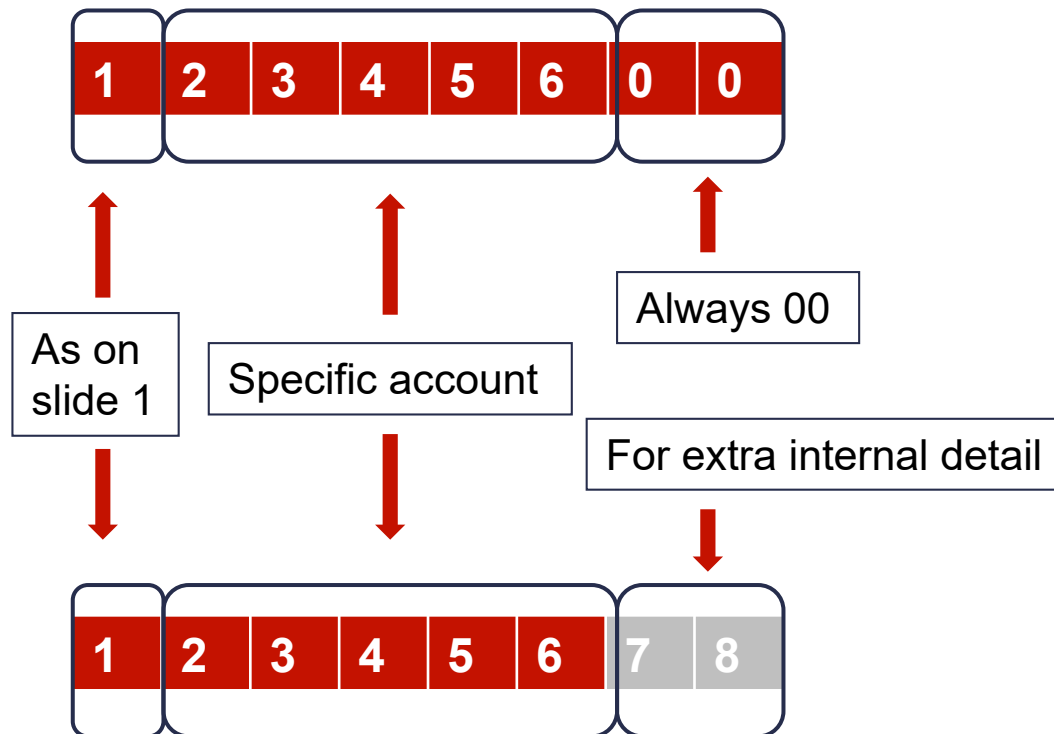 1 2 3 4 5 6 0 0
Always 00
As on
slide 1
Specific account
For extra internal detail
1 2 3 4 5 6 7 8